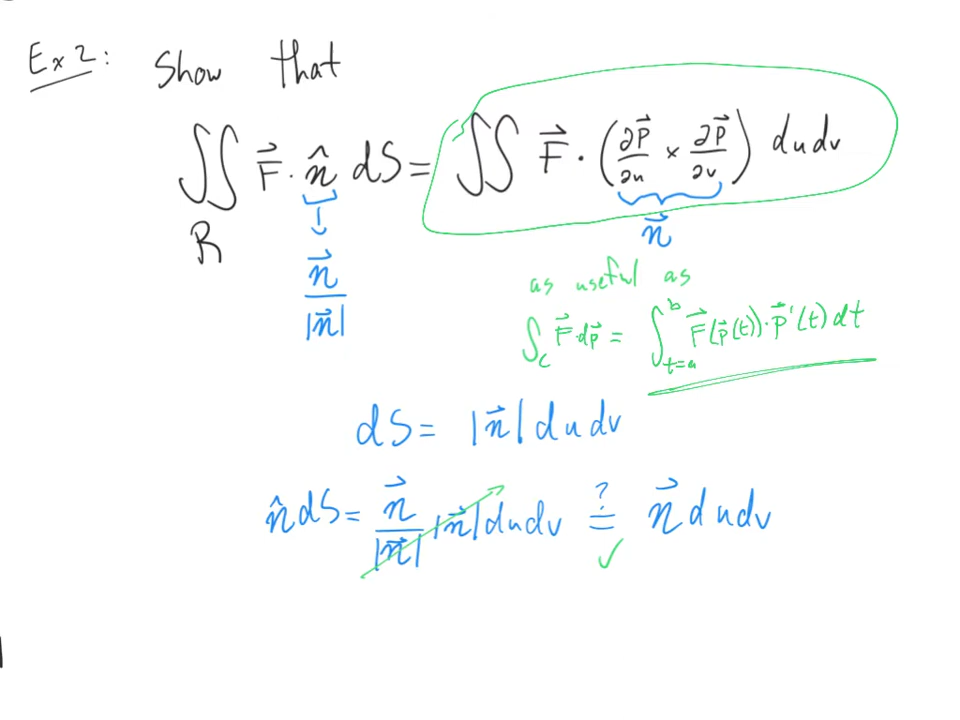 Ex 2: Show that
∬_R F⃗ · n̂ dS = ∬ F⃗ · (∂P⃗/∂u × ∂P⃗/∂v) du dv
n⃗/|n⃗|
n⃗
as useful as
∫_C F⃗ · dp⃗ = ∫_{t=a}^{b} F⃗(p⃗(t)) · p⃗'(t) dt
dS = |n⃗| du dv
n̂ dS = n⃗/|n⃗| |n⃗| du dv ≟ n⃗ du dv
✓